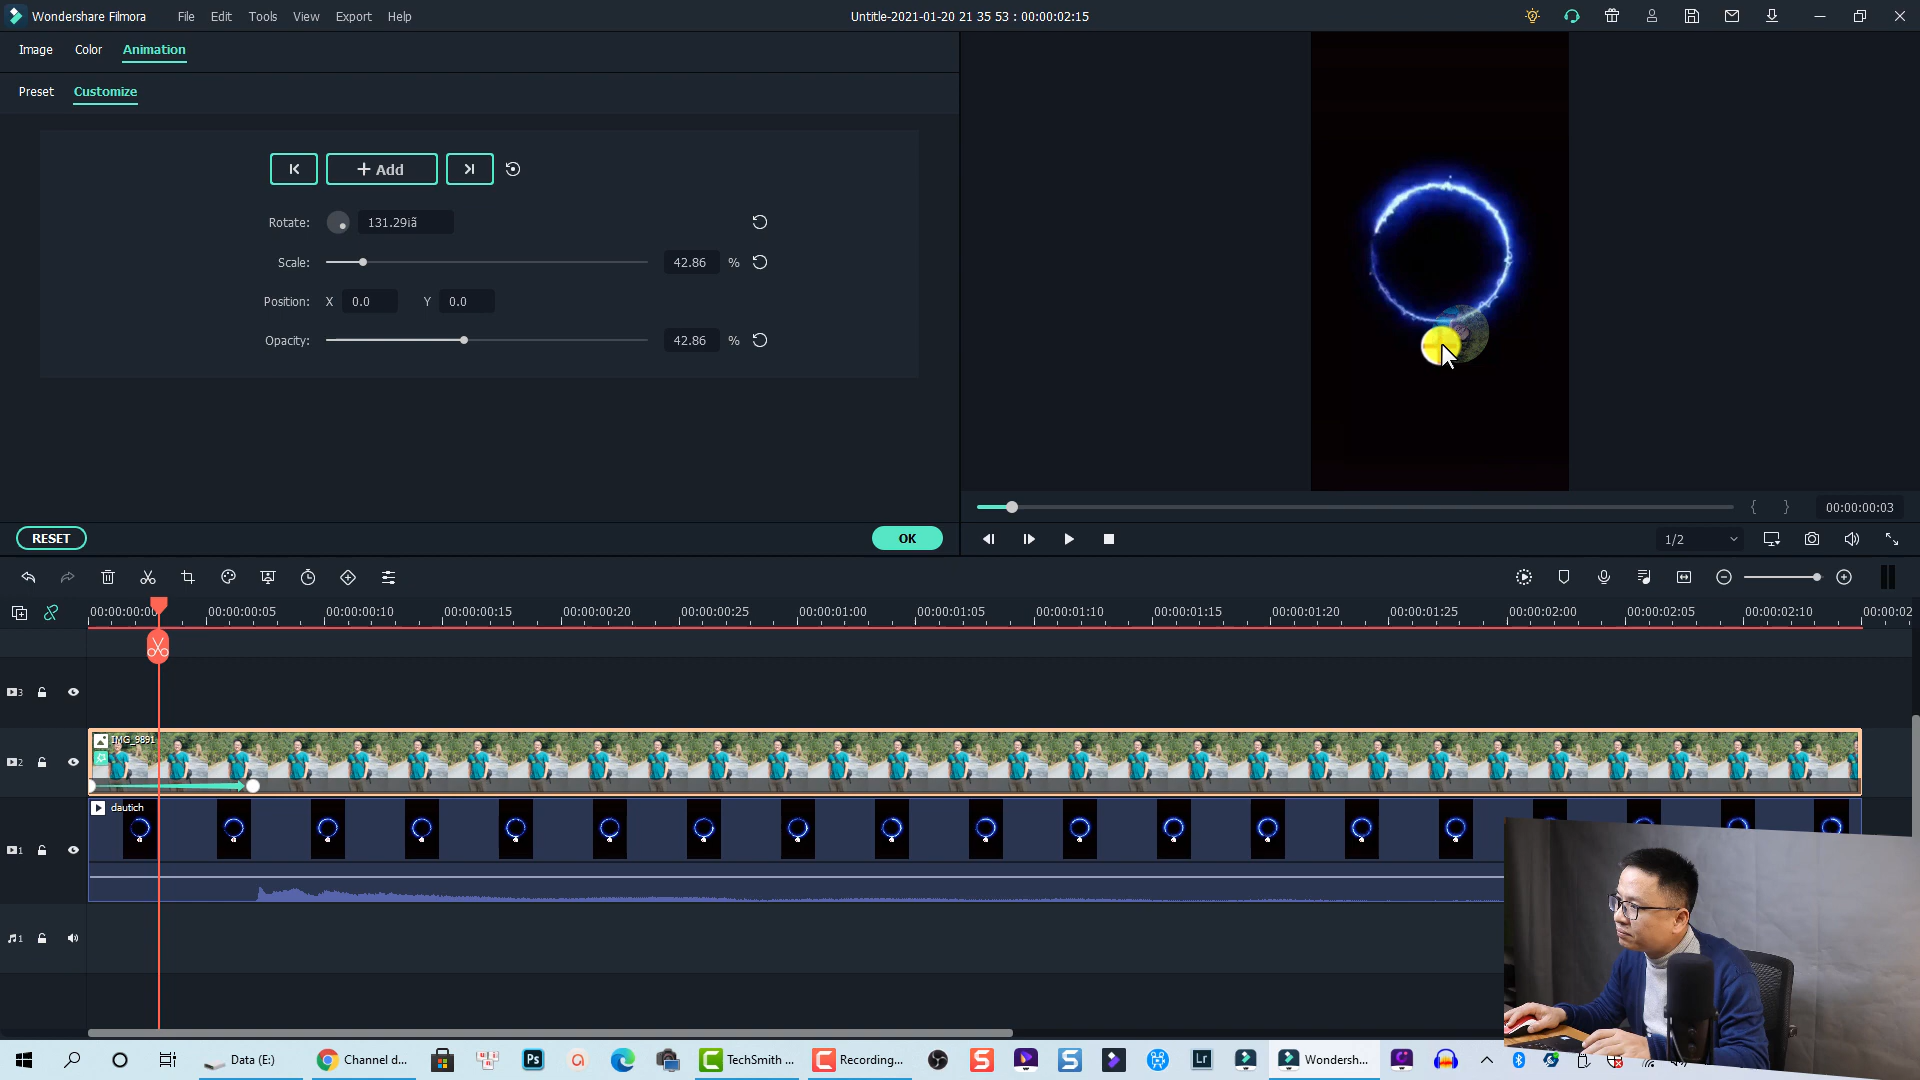 Wondershare Filmora File Edit Tools View Export Help Untitle-2021-01-20 21 35 53 : 00:00:02:15
Image Color Animation
Preset Customize
+ Add
Rotate: 131.29iã
Scale: 42.86 %
Position: X 0.0 Y 0.0
Opacity: 42.86 %
{ } 00:00:00:03
RESET OK 1/2
00:00:00:00 00:00:00:05 00:00:00:10 00:00:00:15 00:00:00:20 00:00:00:25 00:00:01:00 00:00:01:05 00:00:01:10 00:00:01:15 00:00:01:20 00:00:01:25 00:00:02:00 00:00:02:05 00:00:02:10 00:00:02
3
IMG_9891
2
dautich
1
1
Data (E:) Channel d... Ps TechSmith ... Recording... S S Lr Wondersh...